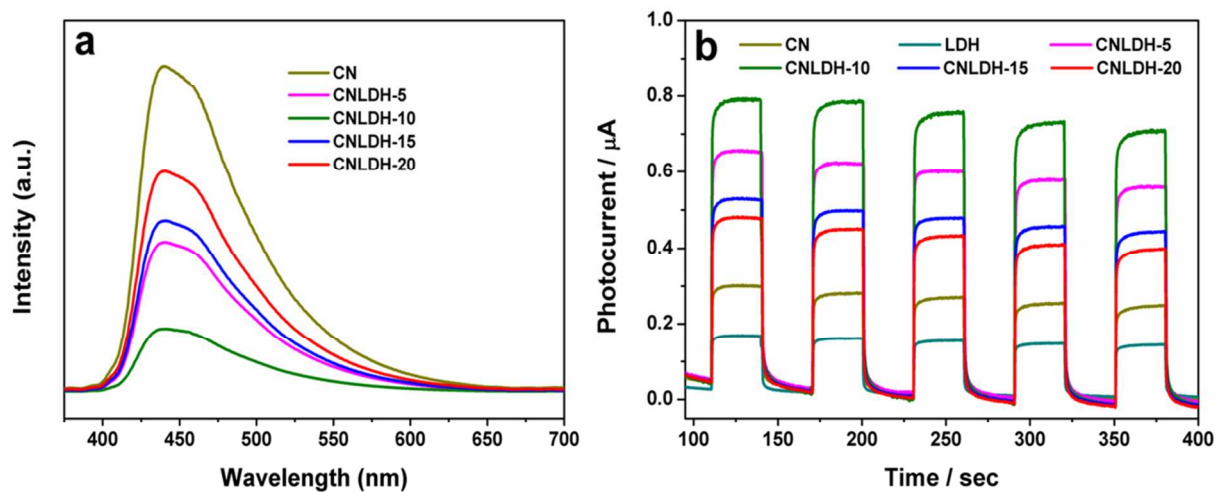 a
CN
CNLDH-5
CNLDH-10
CNLDH-15
CNLDH-20
Intensity (a.u.)
400 450 500 550 600 650 700
Wavelength (nm)
b
CN LDH CNLDH-5
CNLDH-10 CNLDH-15 CNLDH-20
Photocurrent / µA
1.0
0.8
0.6
0.4
0.2
0.0
100 150 200 250 300 350 400
Time / sec